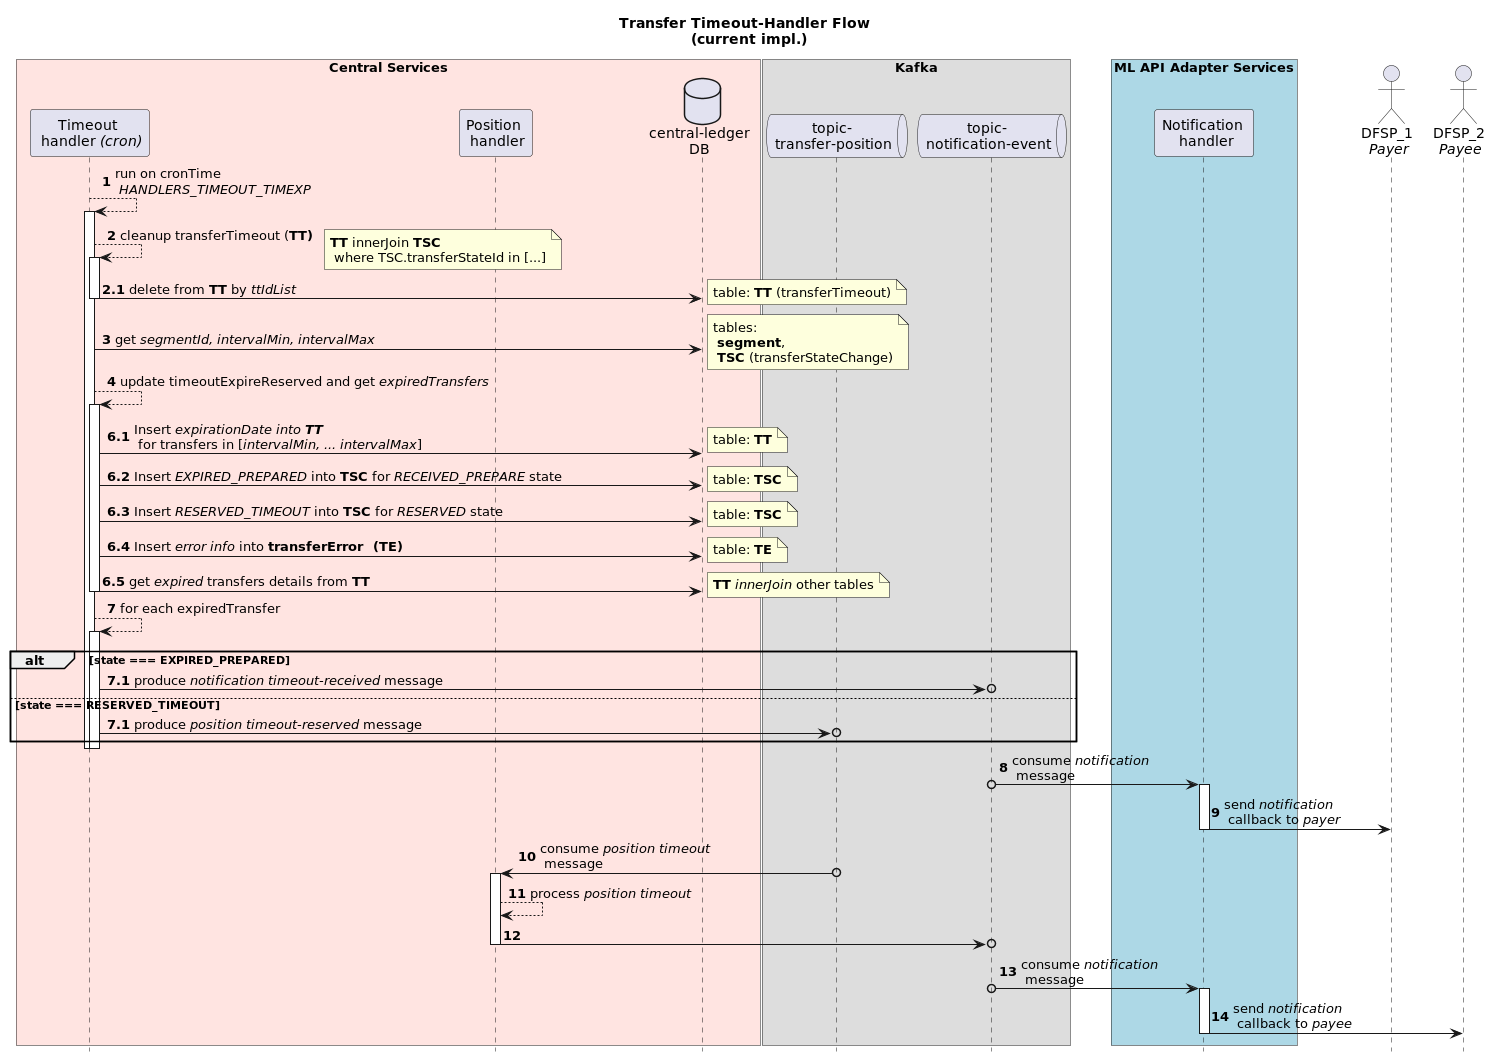 Transfer Timeout-Handler Flow
(current impl.)
Central Services
Kafka
ML API Adapter Services
Timeout
handler (cron)
Position
handler
central-ledger
DB
topic-
transfer-position
topic-
notification-event
Notification
handler
DFSP_1
Payer
DFSP_2
Payee
1 run on cronTime
HANDLERS_TIMEOUT_TIMEXP
2 cleanup transferTimeout (TT)
TT innerJoin TSC
where TSC.transferStateId in [...]
2.1 delete from TT by ttIdList
table: TT (transferTimeout)
3 get segmentId, intervalMin, intervalMax
tables:
segment,
TSC (transferStateChange)
4 update timeoutExpireReserved and get expiredTransfers
6.1 Insert expirationDate into TT
for transfers in [intervalMin, ... intervalMax]
table: TT
6.2 Insert EXPIRED_PREPARED into TSC for RECEIVED_PREPARE state
table: TSC
6.3 Insert RESERVED_TIMEOUT into TSC for RESERVED state
table: TSC
6.4 Insert error info into transferError (TE)
table: TE
6.5 get expired transfers details from TT
TT innerJoin other tables
7 for each expiredTransfer
alt [state === EXPIRED_PREPARED]
7.1 produce notification timeout-received message
[state === RESERVED_TIMEOUT]
7.1 produce position timeout-reserved message
8 consume notification
message
9 send notification
callback to payer
10 consume position timeout
message
11 process position timeout
12
13 consume notification
message
14 send notification
callback to payee